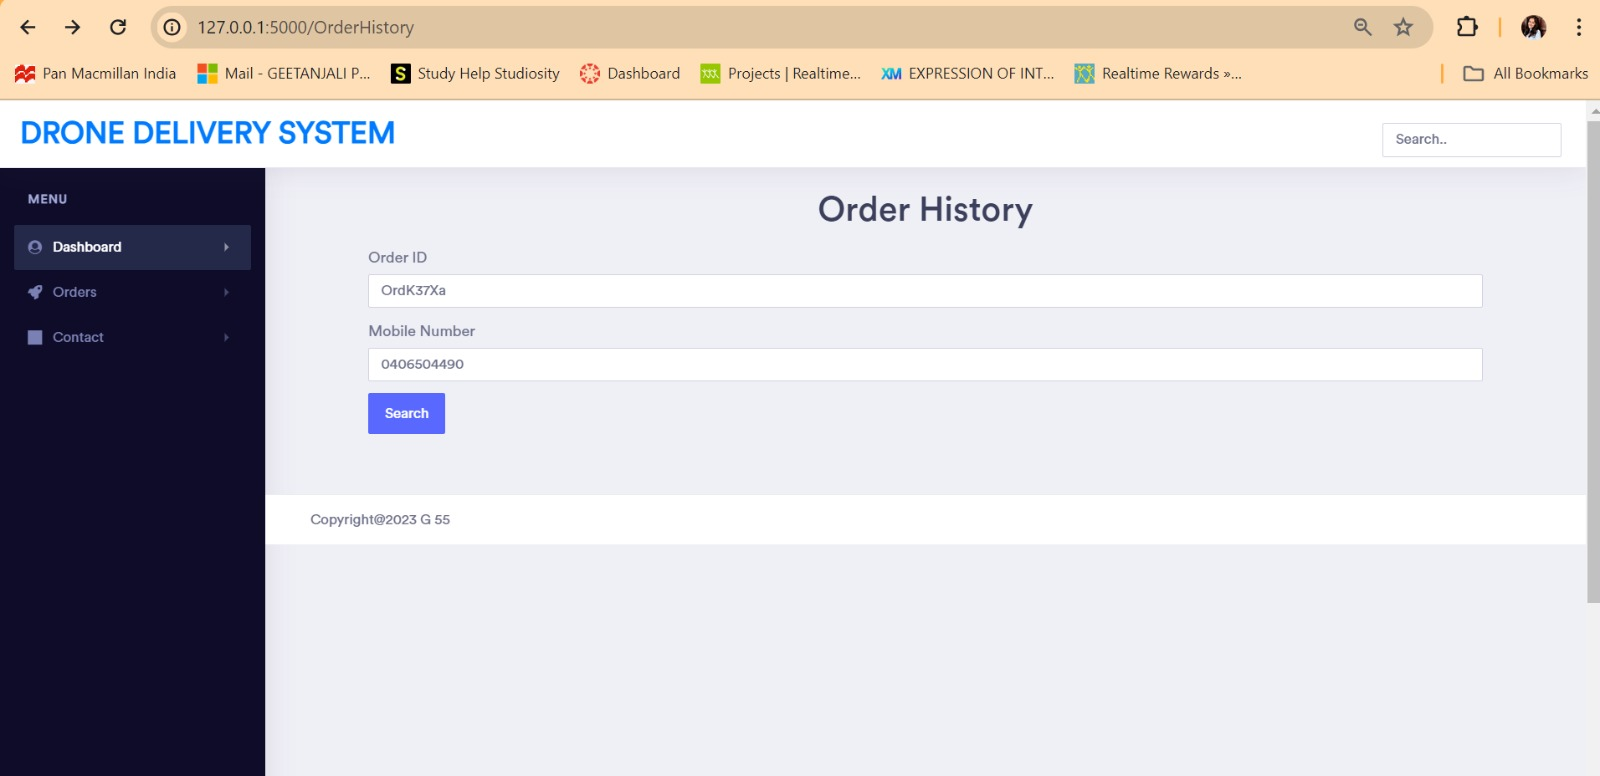 127.0.0.1:5000/OrderHistory
Pan Macmillan India
Mail - GEETANJALI P...
S Study Help Studiosity
Dashboard
Projects | Realtime...
XM EXPRESSION OF INT...
Realtime Rewards »...
All Bookmarks
DRONE DELIVERY SYSTEM
Search..
MENU
Dashboard
Orders
Contact
Order History
Order ID
OrdK37Xa
Mobile Number
0406504490
Search
Copyright@2023 G 55